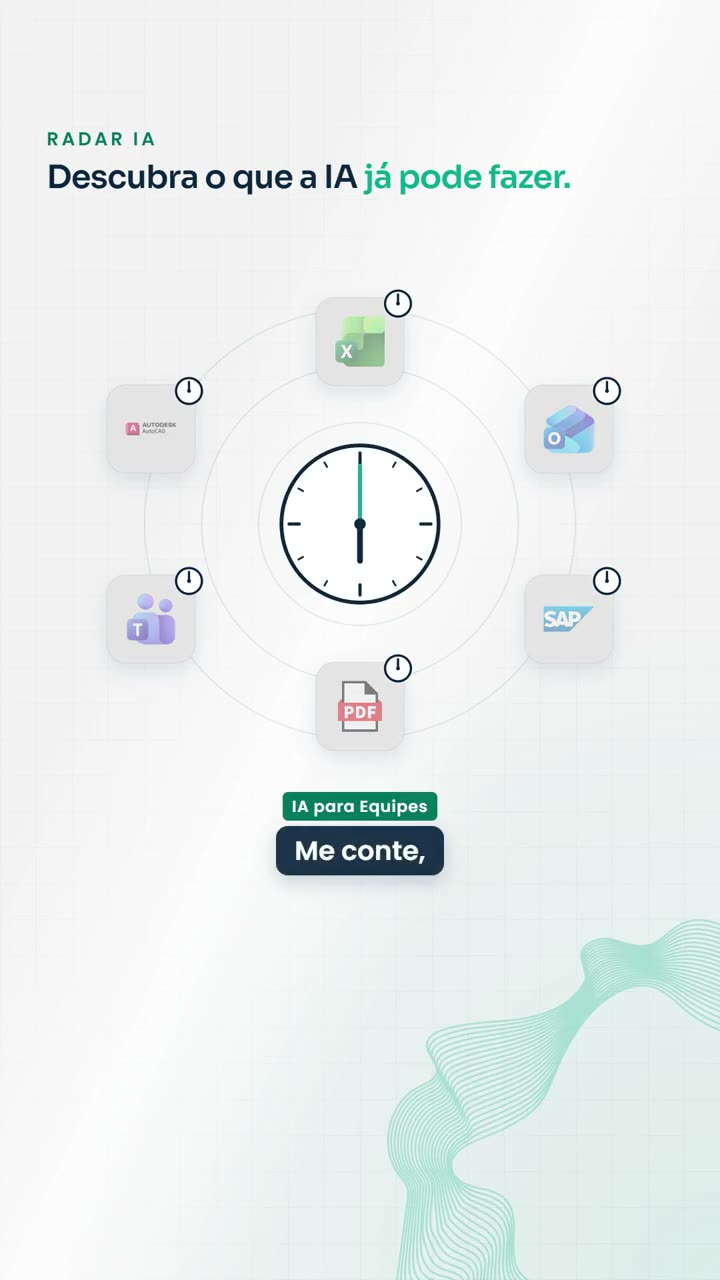 RADAR IA
Descubra o que a IA já pode fazer.
X
A AUTODESK
AutoCAD
O
T
SAP
PDF
IA para Equipes
Me conte,